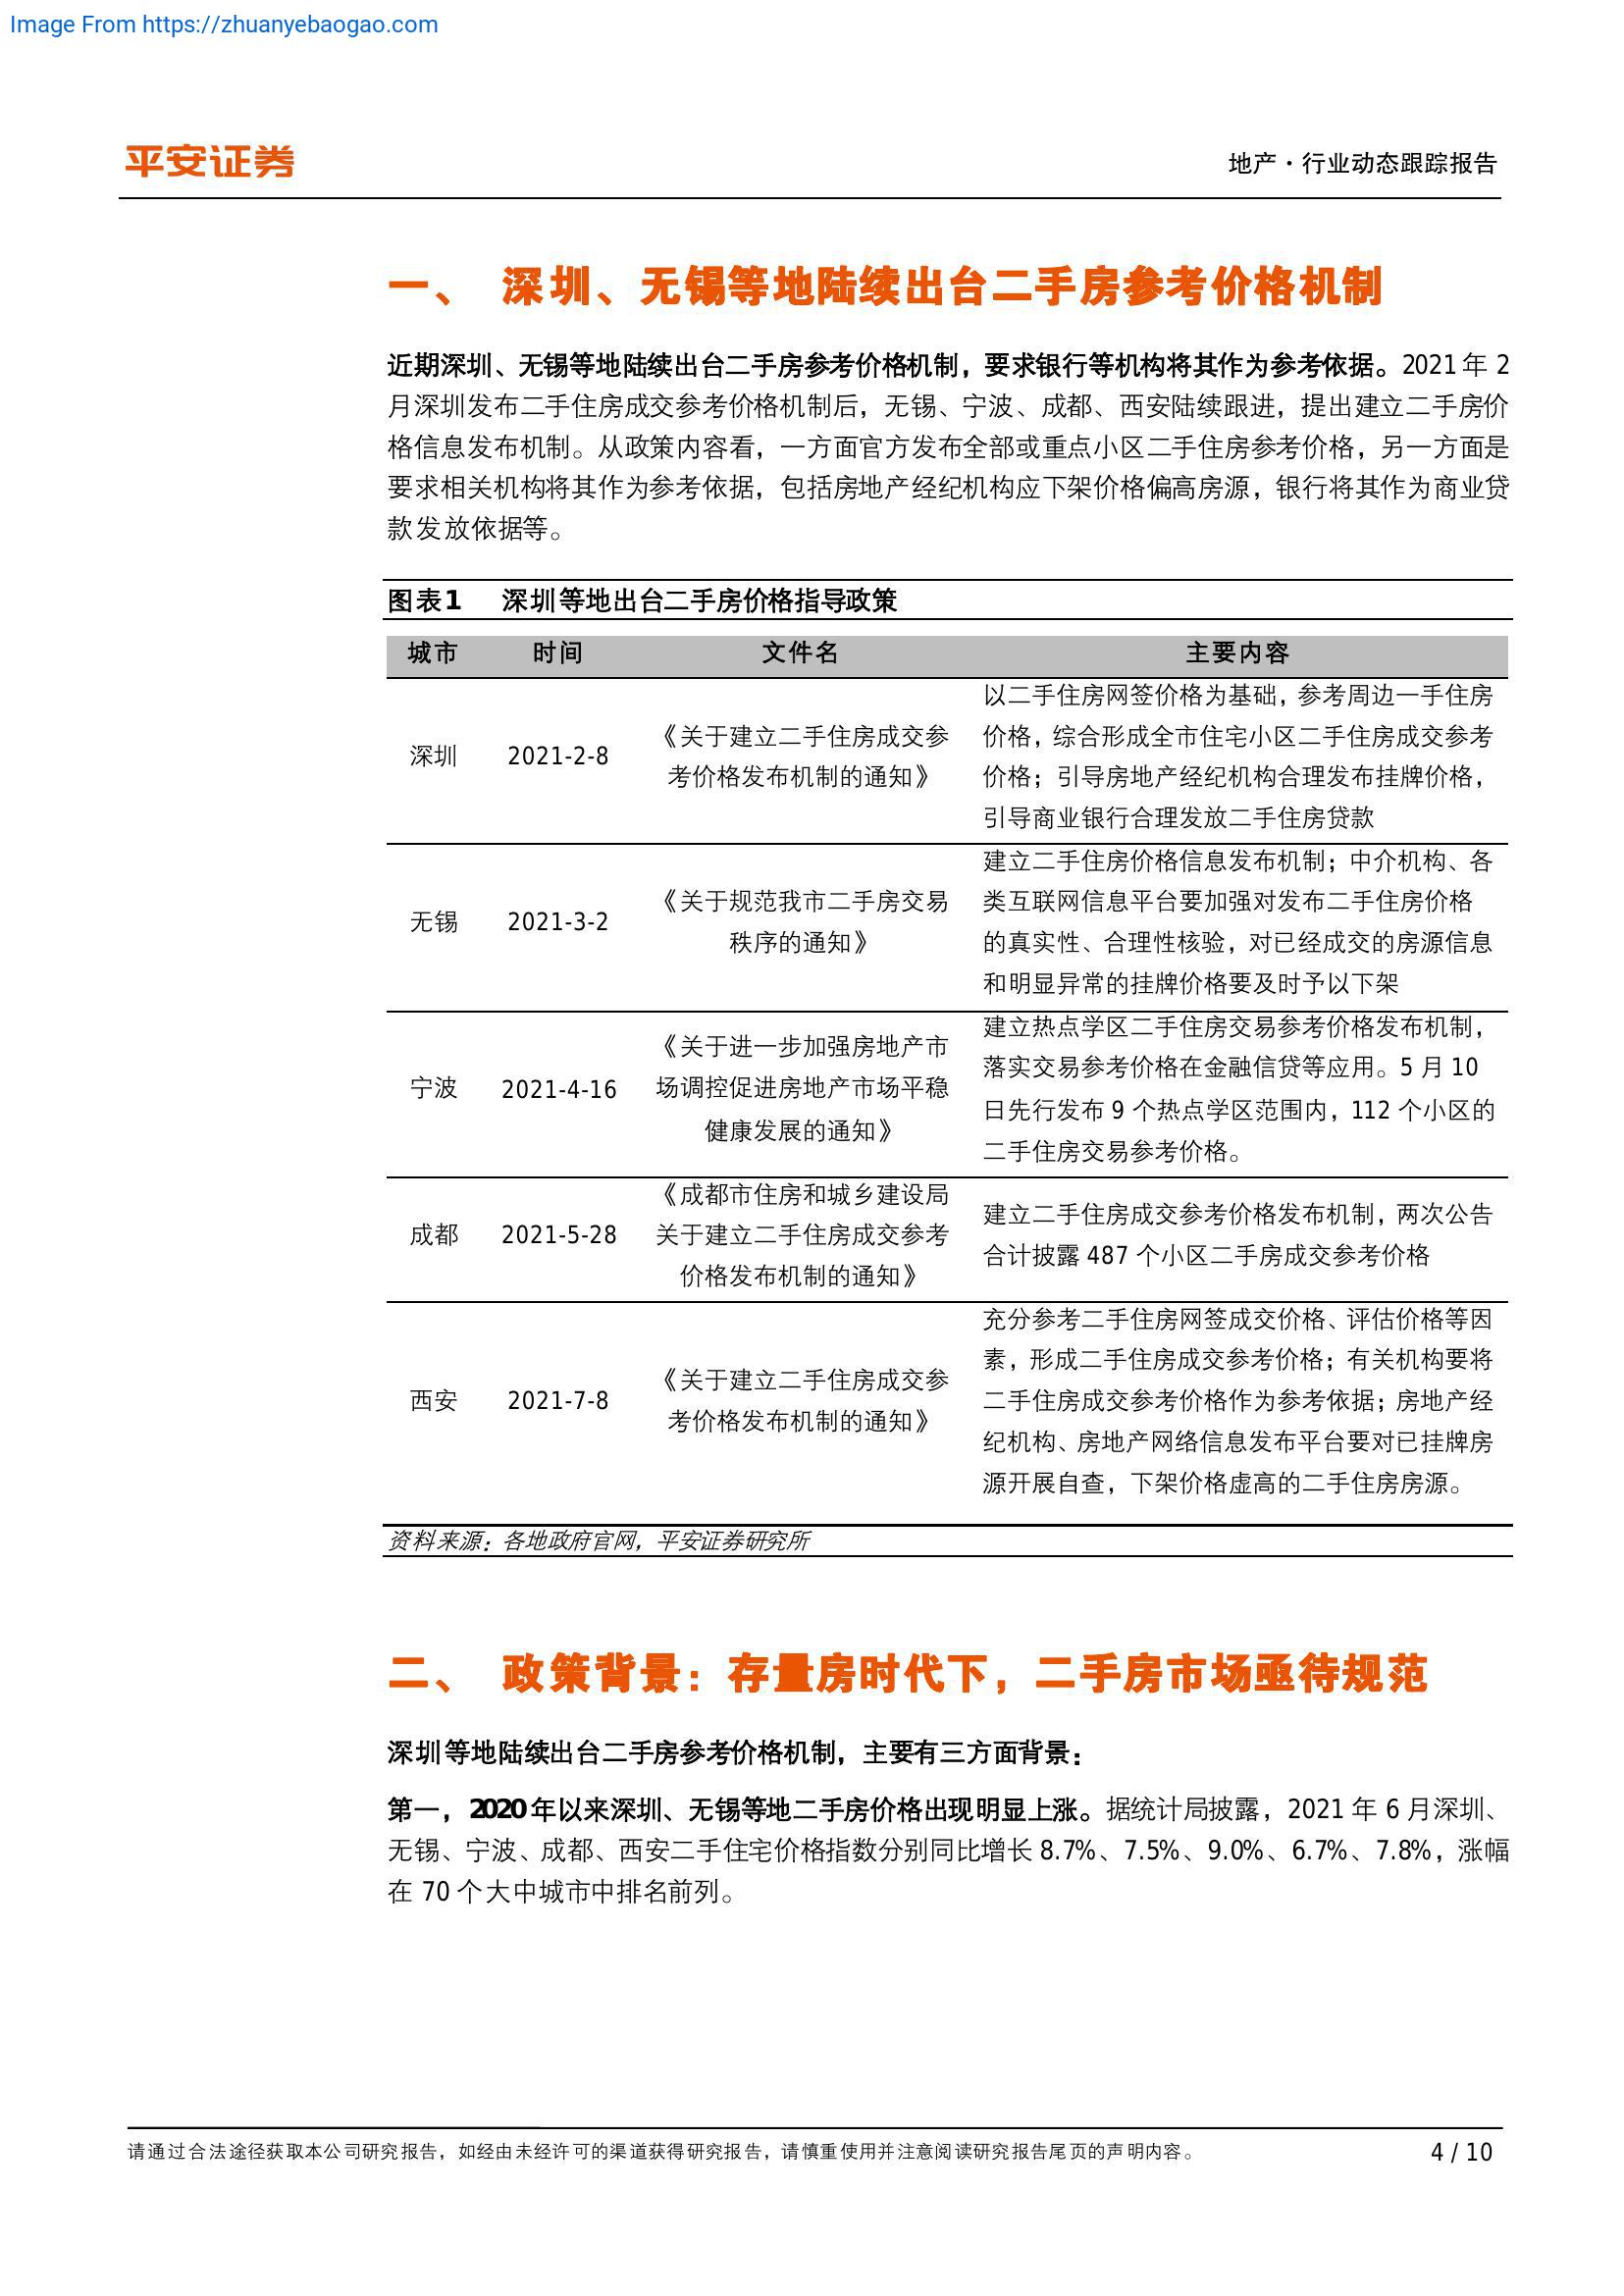 Image From https://zhuanyebaogao.com
平安证券
地产·行业动态跟踪报告
一、 深圳、无锡等地陆续出台二手房参考价格机制
近期深圳、无锡等地陆续出台二手房参考价格机制，要求银行等机构将其作为参考依据。2021 年 2
月深圳发布二手住房成交参考价格机制后，无锡、宁波、成都、西安陆续跟进，提出建立二手房价
格信息发布机制。从政策内容看，一方面官方发布全部或重点小区二手住房参考价格，另一方面是
要求相关机构将其作为参考依据，包括房地产经纪机构应下架价格偏高房源，银行将其作为商业贷
款发放依据等。
图表1 深圳等地出台二手房价格指导政策
城市 时间 文件名 主要内容
深圳 2021-2-8
《关于建立二手住房成交参
考价格发布机制的通知》
以二手住房网签价格为基础，参考周边一手住房
价格，综合形成全市住宅小区二手住房成交参考
价格；引导房地产经纪机构合理发布挂牌价格，
引导商业银行合理发放二手住房贷款
无锡 2021-3-2
《关于规范我市二手房交易
秩序的通知》
建立二手住房价格信息发布机制；中介机构、各
类互联网信息平台要加强对发布二手住房价格
的真实性、合理性核验，对已经成交的房源信息
和明显异常的挂牌价格要及时予以下架
宁波 2021-4-16
《关于进一步加强房地产市
场调控促进房地产市场平稳
健康发展的通知》
建立热点学区二手住房交易参考价格发布机制，
落实交易参考价格在金融信贷等应用。5 月 10
日先行发布 9 个热点学区范围内，112 个小区的
二手住房交易参考价格。
成都 2021-5-28
《成都市住房和城乡建设局
关于建立二手住房成交参考
价格发布机制的通知》
建立二手住房成交参考价格发布机制，两次公告
合计披露 487 个小区二手房成交参考价格
西安 2021-7-8
《关于建立二手住房成交参
考价格发布机制的通知》
充分参考二手住房网签成交价格、评估价格等因
素，形成二手住房成交参考价格；有关机构要将
二手住房成交参考价格作为参考依据；房地产经
纪机构、房地产网络信息发布平台要对已挂牌房
源开展自查，下架价格虚高的二手住房房源。
资料来源：各地政府官网，平安证券研究所
二、 政策背景：存量房时代下，二手房市场亟待规范
深圳等地陆续出台二手房参考价格机制，主要有三方面背景：
第一，2020 年以来深圳、无锡等地二手房价格出现明显上涨。据统计局披露，2021 年 6 月深圳、
无锡、宁波、成都、西安二手住宅价格指数分别同比增长 8.7%、7.5%、9.0%、6.7%、7.8%，涨幅
在 70 个大中城市中排名前列。
请通过合法途径获取本公司研究报告，如经由未经许可的渠道获得研究报告，请慎重使用并注意阅读研究报告尾页的声明内容。
4 / 10